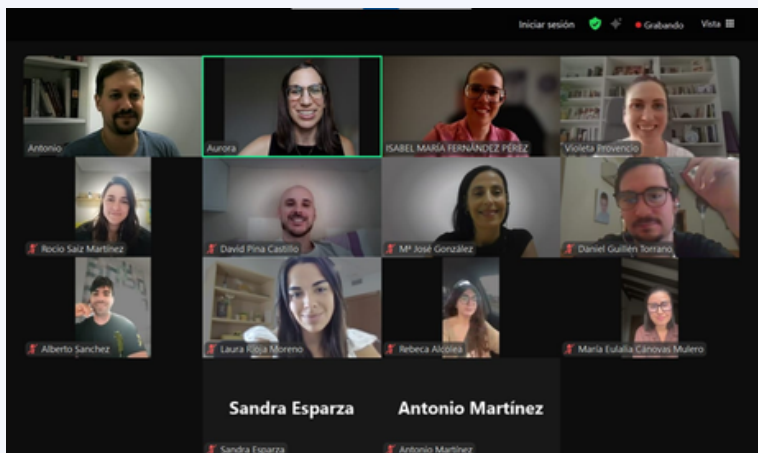 Iniciar sesión
Grabando
Vista
Antonio
Aurora
ISABEL MARÍA FERNÁNDEZ PÉREZ
Violeta Provencio
Rocio Saíz Martínez
David Pina Castillo
Mª José González
Daniel Guillén Torrano
Alberto Sanchez
Laura Rioja Moreno
Rebeca Alcolea
María Eulalia Cánovas Mulero
Sandra Esparza
Antonio Martínez
Sandra Esparza
Antonio Martínez